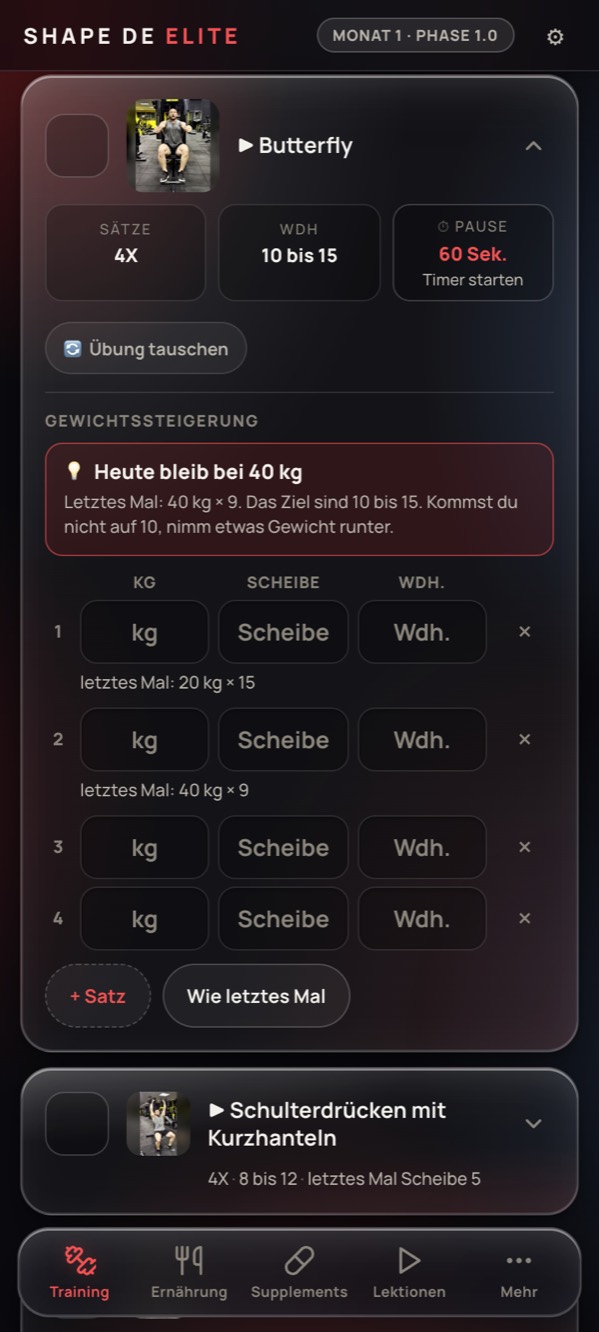 SHAPE DE ELITE
MONAT 1 · PHASE 1.0
Butterfly
SÄTZE
4X
WDH
10 bis 15
PAUSE
60 Sek.
Timer starten
Übung tauschen
GEWICHTSSTEIGERUNG
Heute bleib bei 40 kg
Letztes Mal: 40 kg × 9. Das Ziel sind 10 bis 15. Kommst du
nicht auf 10, nimm etwas Gewicht runter.
KG SCHEIBE WDH.
1 kg Scheibe Wdh. ×
letztes Mal: 20 kg × 15
2 kg Scheibe Wdh. ×
letztes Mal: 40 kg × 9
3 kg Scheibe Wdh. ×
4 kg Scheibe Wdh. ×
+ Satz
Wie letztes Mal
Schulterdrücken mit
Kurzhanteln
4X · 8 bis 12 · letztes Mal Scheibe 5
Training Ernährung Supplements Lektionen Mehr